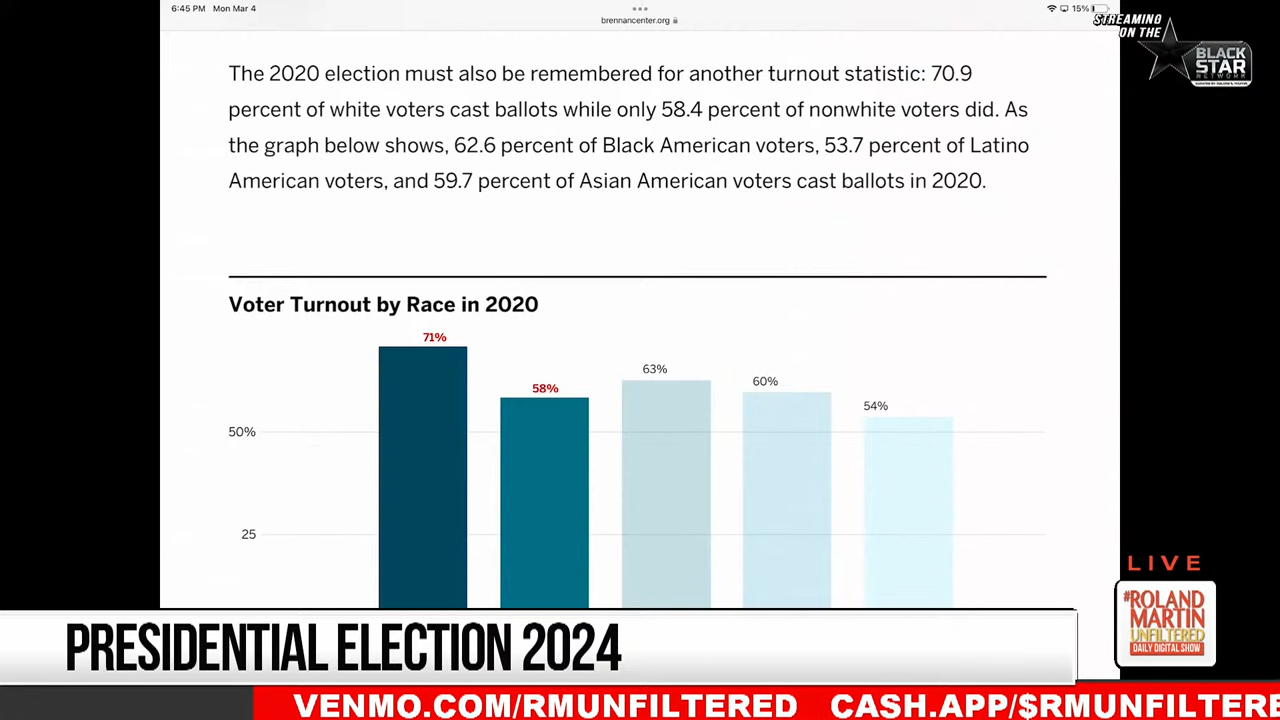 6:45 PM Mon Mar 4
brennancenter.org
15%
STREAMING
ON THE
BLACK
STAR
NETWORK
The 2020 election must also be remembered for another turnout statistic: 70.9
percent of white voters cast ballots while only 58.4 percent of nonwhite voters did. As
the graph below shows, 62.6 percent of Black American voters, 53.7 percent of Latino
American voters, and 59.7 percent of Asian American voters cast ballots in 2020.
Voter Turnout by Race in 2020
71%
58%
63%
60%
54%
50%
25
LIVE
#ROLAND
MARTIN
UNFILTERED
DAILY DIGITAL SHOW
PRESIDENTIAL ELECTION 2024
VENMO.COM/RMUNFILTERED CASH.APP/$RMUNFILTERE